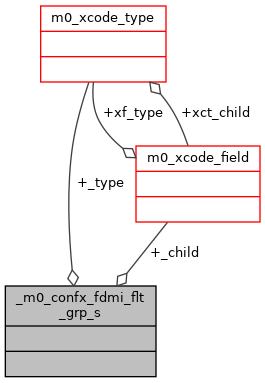 m0_xcode_type
+xf_type
+xct_child
+_type
m0_xcode_field
+_child
_m0_confx_fdmi_flt
_grp_s